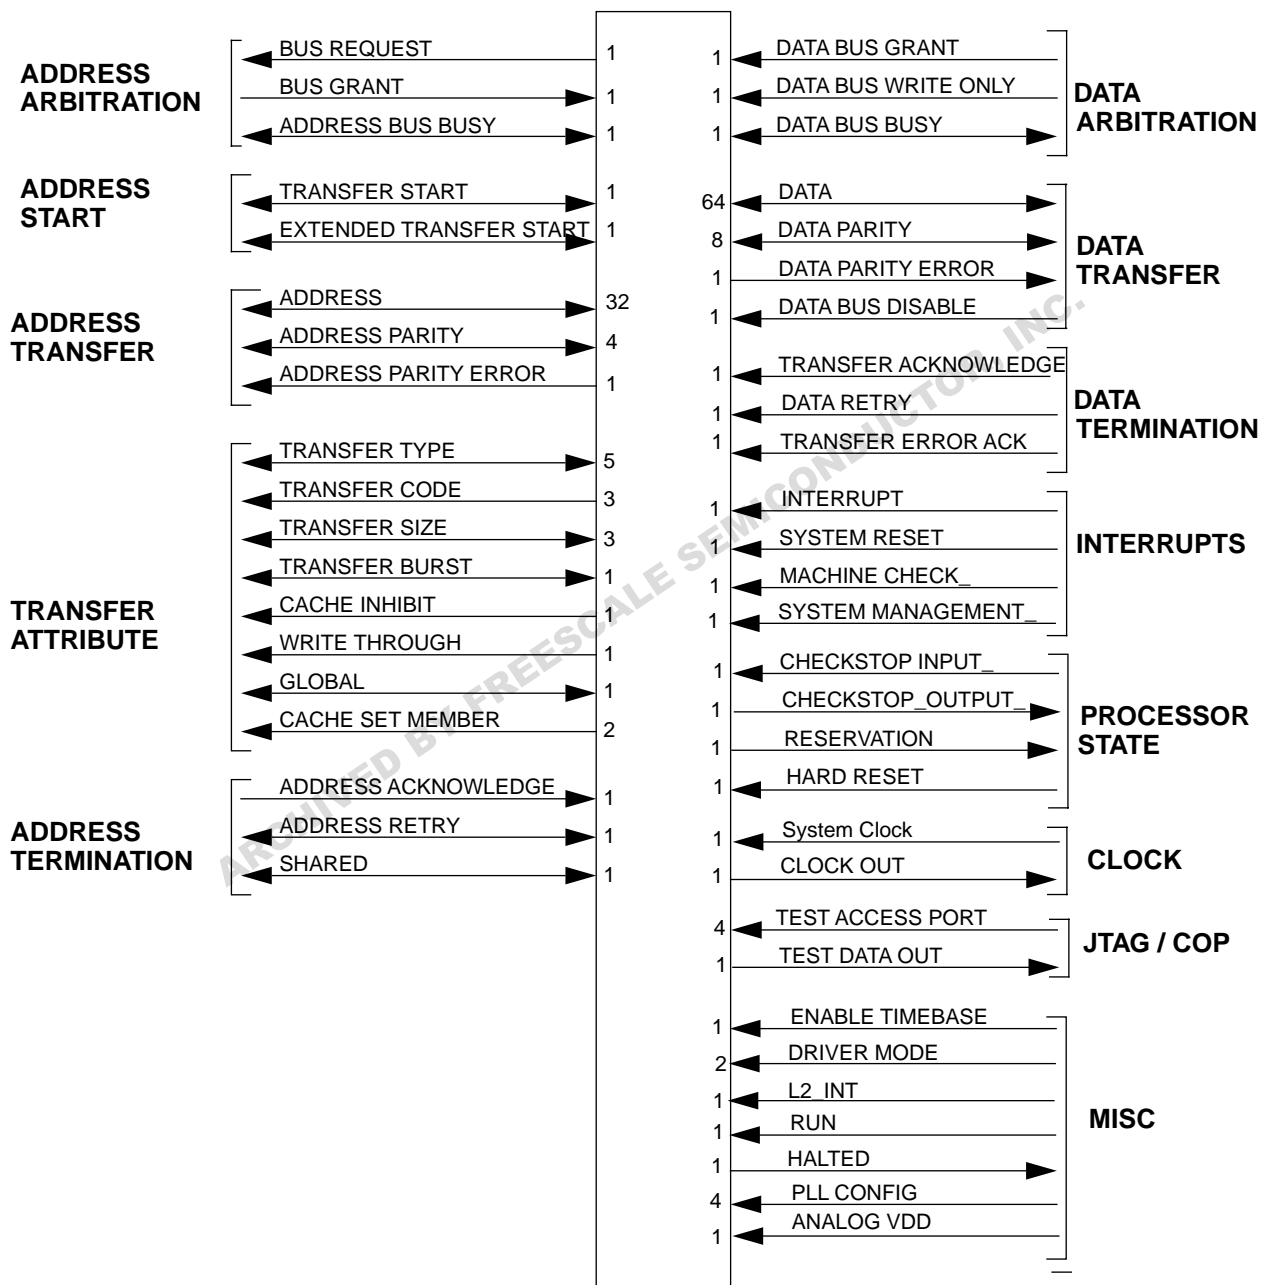 ADDRESS
ARBITRATION
BUS REQUEST 1
BUS GRANT 1
ADDRESS BUS BUSY 1
ADDRESS
START
TRANSFER START 1
EXTENDED TRANSFER START 1
ADDRESS
TRANSFER
ADDRESS 32
ADDRESS PARITY 4
ADDRESS PARITY ERROR 1
TRANSFER
ATTRIBUTE
TRANSFER TYPE 5
TRANSFER CODE 3
TRANSFER SIZE 3
TRANSFER BURST 1
CACHE INHIBIT 1
WRITE THROUGH 1
GLOBAL 1
CACHE SET MEMBER 2
ADDRESS
TERMINATION
ADDRESS ACKNOWLEDGE 1
ADDRESS RETRY 1
SHARED 1
1 DATA BUS GRANT
1 DATA BUS WRITE ONLY
1 DATA BUS BUSY
DATA
ARBITRATION
64 DATA
8 DATA PARITY
1 DATA PARITY ERROR
1 DATA BUS DISABLE
DATA
TRANSFER
1 TRANSFER ACKNOWLEDGE
1 DATA RETRY
1 TRANSFER ERROR ACK
DATA
TERMINATION
1 INTERRUPT
1 SYSTEM RESET
1 MACHINE CHECK_
1 SYSTEM MANAGEMENT_
INTERRUPTS
1 CHECKSTOP INPUT_
1 CHECKSTOP_OUTPUT_
1 RESERVATION
1 HARD RESET
PROCESSOR
STATE
1 System Clock
1 CLOCK OUT
CLOCK
4 TEST ACCESS PORT
1 TEST DATA OUT
JTAG / COP
1 ENABLE TIMEBASE
2 DRIVER MODE
1 L2_INT
1 RUN
1 HALTED
4 PLL CONFIG
1 ANALOG VDD
MISC
ARCHIVED BY FREESCALE SEMICONDUCTOR, INC.